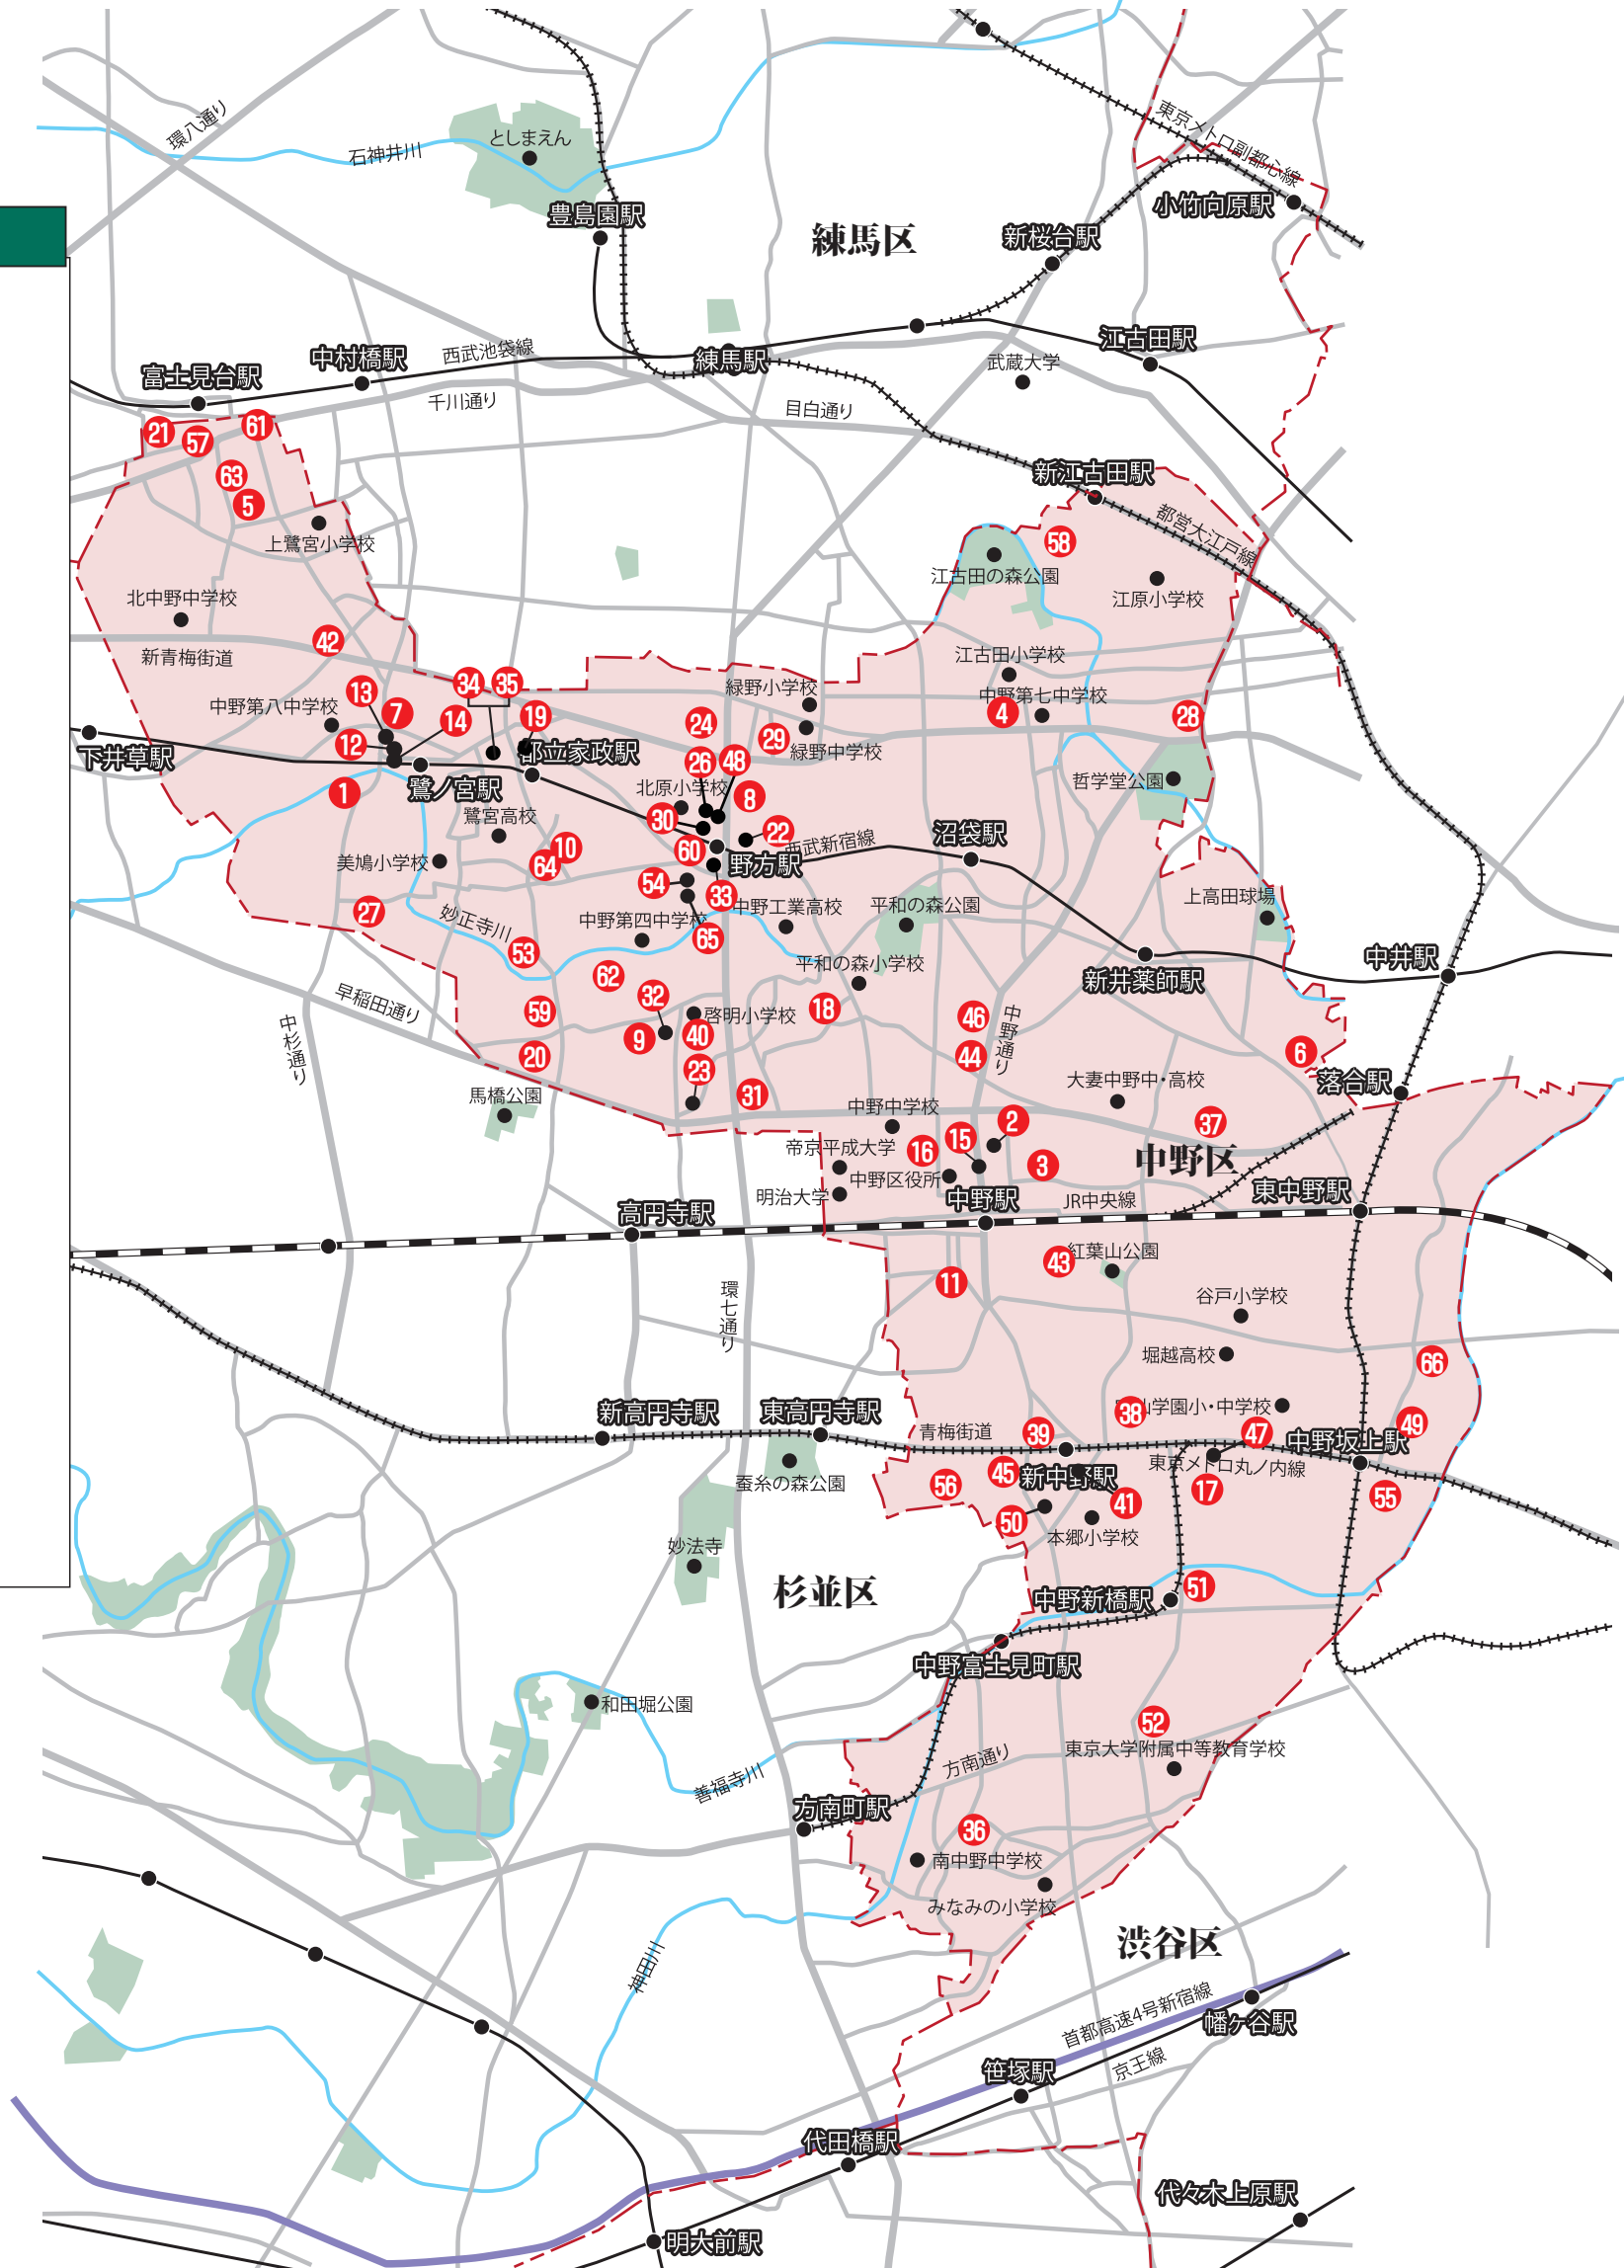 環八通り
石神井川
としまえん
豊島園駅
練馬区
東京メトロ副都心線
小竹向原駅
新桜台駅
江古田駅
武蔵大学
練馬駅
西武池袋線
中村橋駅
富士見台駅
千川通り
目白通り
21
57
61
63
5
上鷺宮小学校
新江古田駅
都営大江戸線
58
江古田の森公園
江原小学校
北中野中学校
42
新青梅街道
江古田小学校
中野第七中学校
4
28
緑野小学校
34
35
13
7
14
19
中野第八中学校
12
24
29
緑野中学校
下井草駅
鷺ノ宮駅
都立家政駅
26
48
哲学堂公園
1
北原小学校
8
鷺宮高校
30
22
西武新宿線
沼袋駅
10
64
60
野方駅
美鳩小学校
54
33
27
妙正寺川
中野第四中学校
65
中野工業高校
平和の森公園
上高田球場
53
平和の森小学校
新井薬師駅
中井駅
62
32
59
啓明小学校
18
46
中野通り
早稲田通り
中杉通り
9
40
44
6
20
23
31
落合駅
馬橋公園
大妻中野中・高校
中野中学校
2
37
帝京平成大学
16
15
3
中野区
中野区役所
明治大学
中野駅
JR中央線
東中野駅
高円寺駅
43
紅葉山公園
11
環七通り
谷戸小学校
堀越高校
66
新高円寺駅
東高円寺駅
青梅街道
39
38
山学園小・中学校
47
49
中野坂上駅
東京メトロ丸ノ内線
蚕糸の森公園
56
45
新中野駅
41
17
55
50
本郷小学校
妙法寺
杉並区
51
中野新橋駅
中野富士見町駅
和田堀公園
52
東京大学附属中等教育学校
方南通り
善福寺川
方南町駅
36
南中野中学校
みなみの小学校
渋谷区
神田川
首都高速4号新宿線
幡ヶ谷駅
京王線
笹塚駅
代田橋駅
代々木上原駅
明大前駅